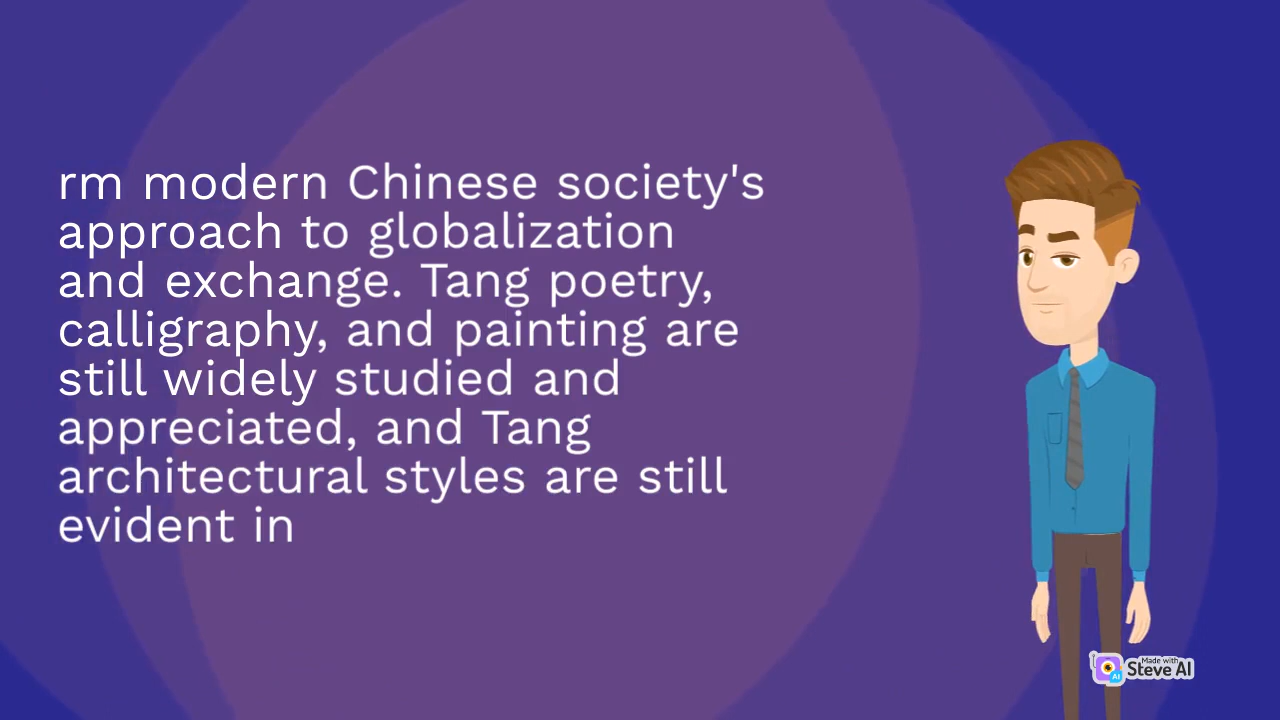 rm modern Chinese society's
approach to globalization
and exchange. Tang poetry,
calligraphy, and painting are
still widely studied and
appreciated, and Tang
architectural styles are still
evident in
Made with
Steve AI
AI